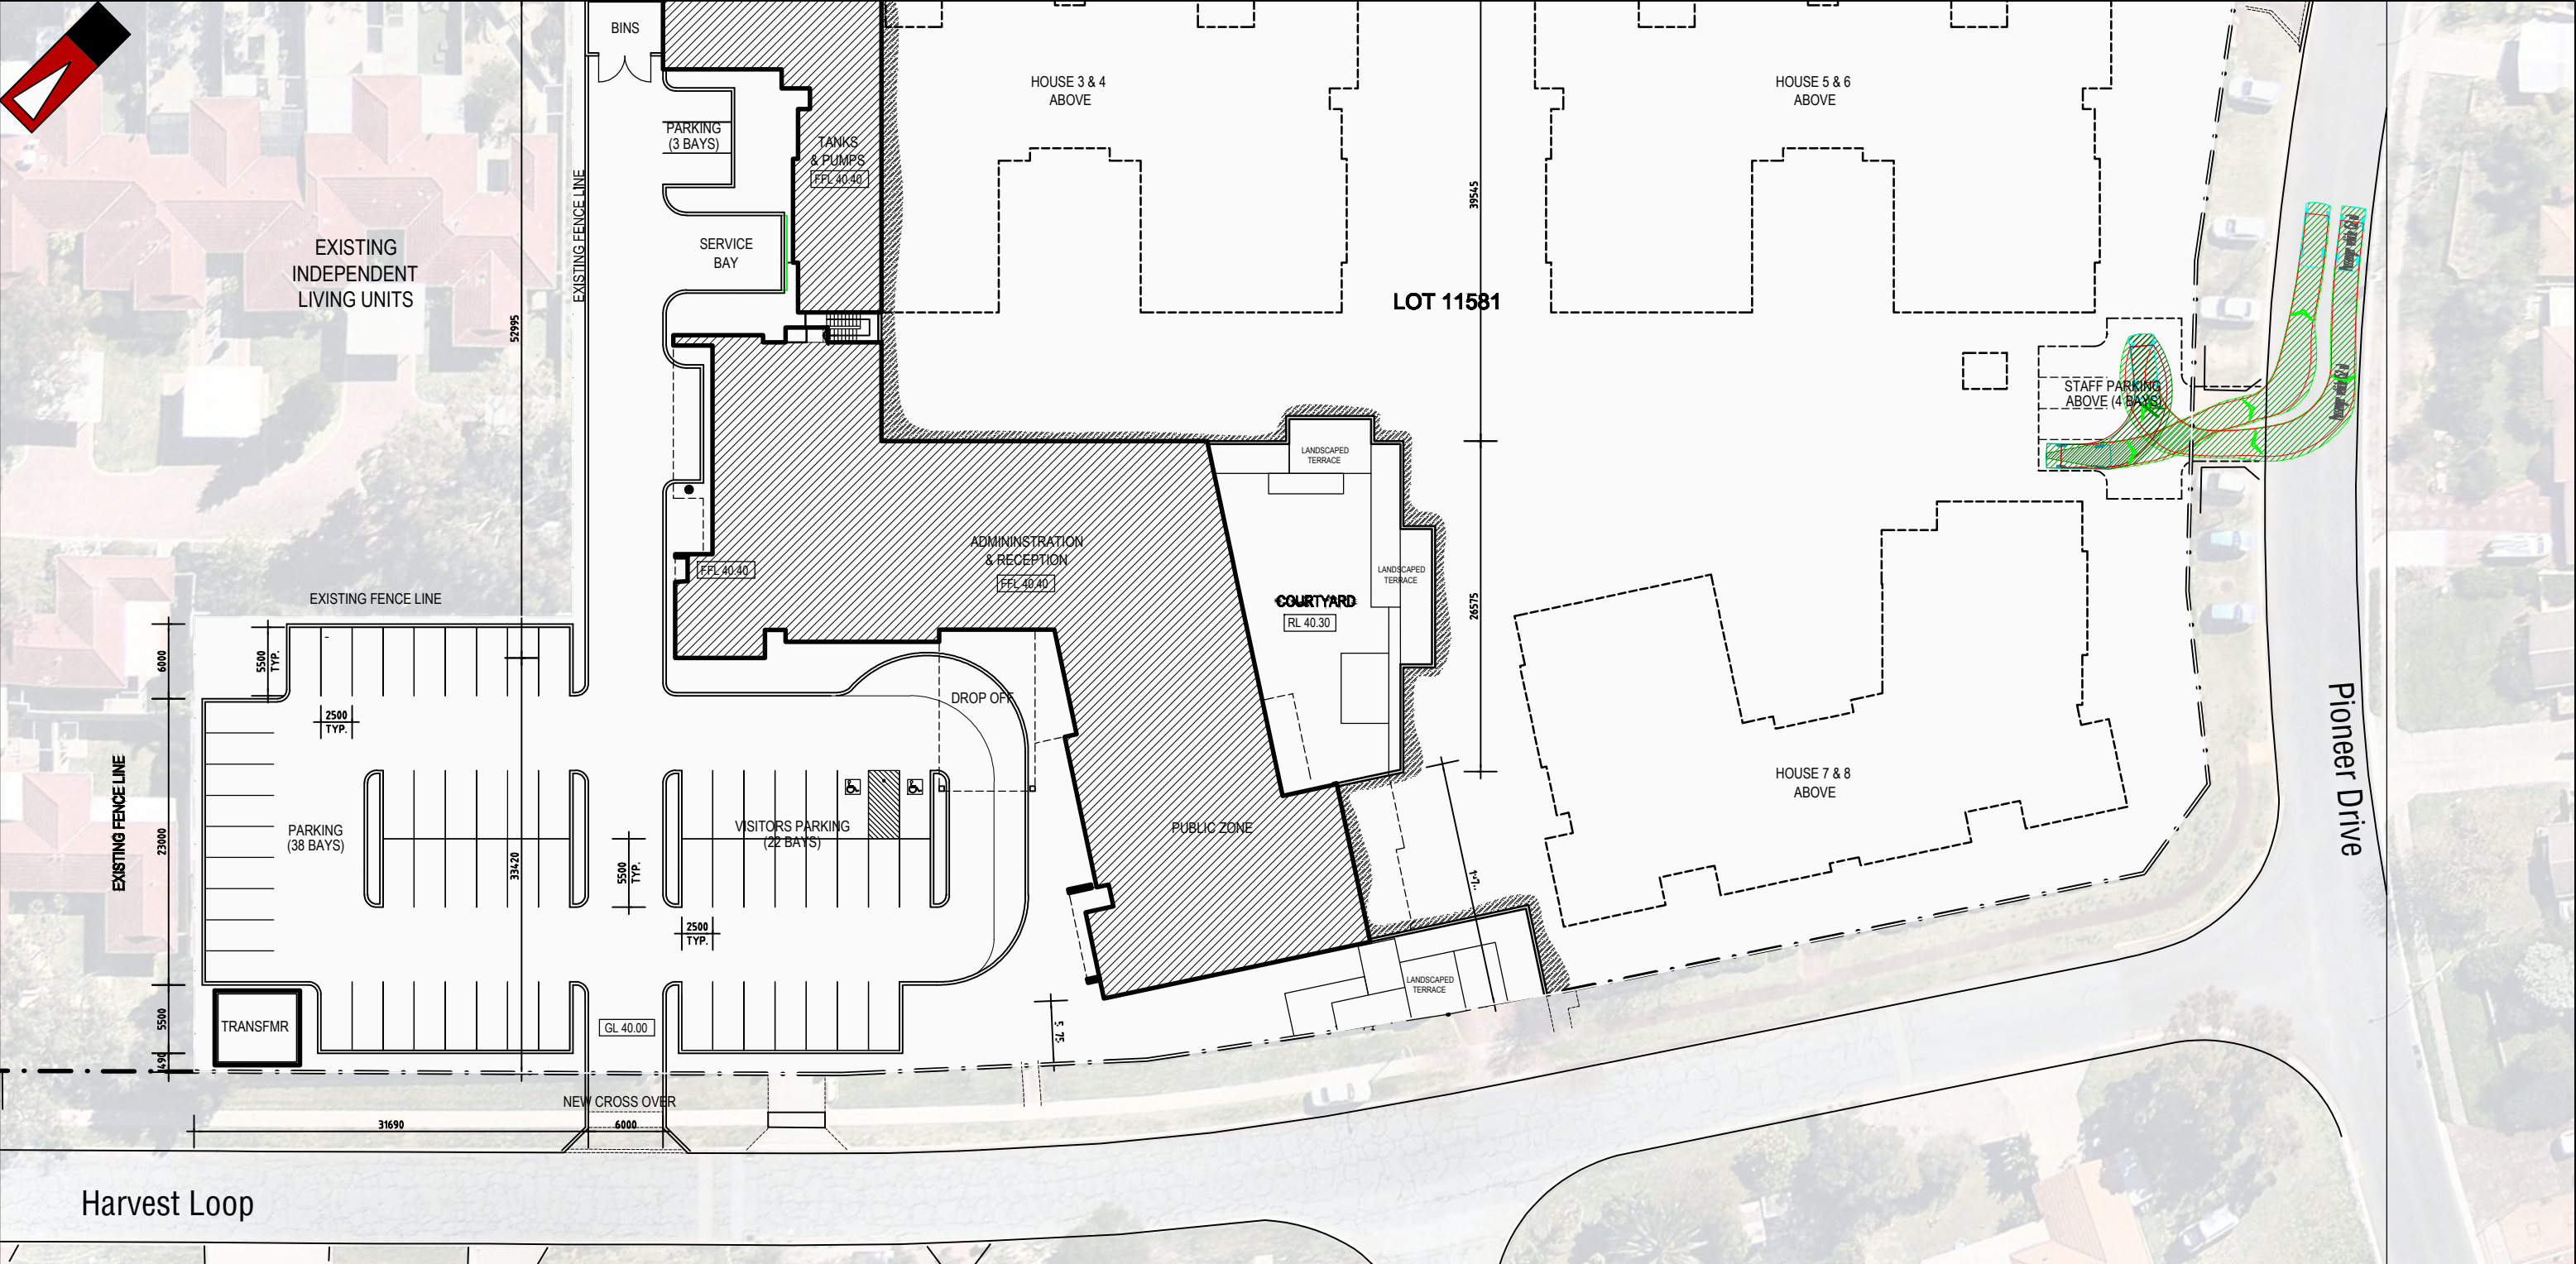 BINS
HOUSE 3 & 4
ABOVE
HOUSE 5 & 6
ABOVE
PARKING
(3 BAYS)
TANKS
& PUMPS
FFL 40.40
EXISTING FENCE LINE
39545
SERVICE
BAY
EXISTING
INDEPENDENT
LIVING UNITS
LOT 11581
52995
STAFF PARKING
ABOVE (4 BAYS)
LANDSCAPED
TERRACE
ADMININSTRATION
& RECEPTION
FFL 40.40
FFL 40.40
LANDSCAPED
TERRACE
COURTYARD
RL 40.30
26575
EXISTING FENCE LINE
6000
5500
TYP.
2500
TYP.
DROP OFF
Pioneer Drive
HOUSE 7 & 8
ABOVE
EXISTING FENCE LINE
23000
PARKING
(38 BAYS)
33420
5500
TYP.
VISITORS PARKING
(22 BAYS)
PUBLIC ZONE
2500
TYP.
LANDSCAPED
TERRACE
5500
TRANSFMR
GL 40.00
490
NEW CROSS OVER
31690
6000
Harvest Loop